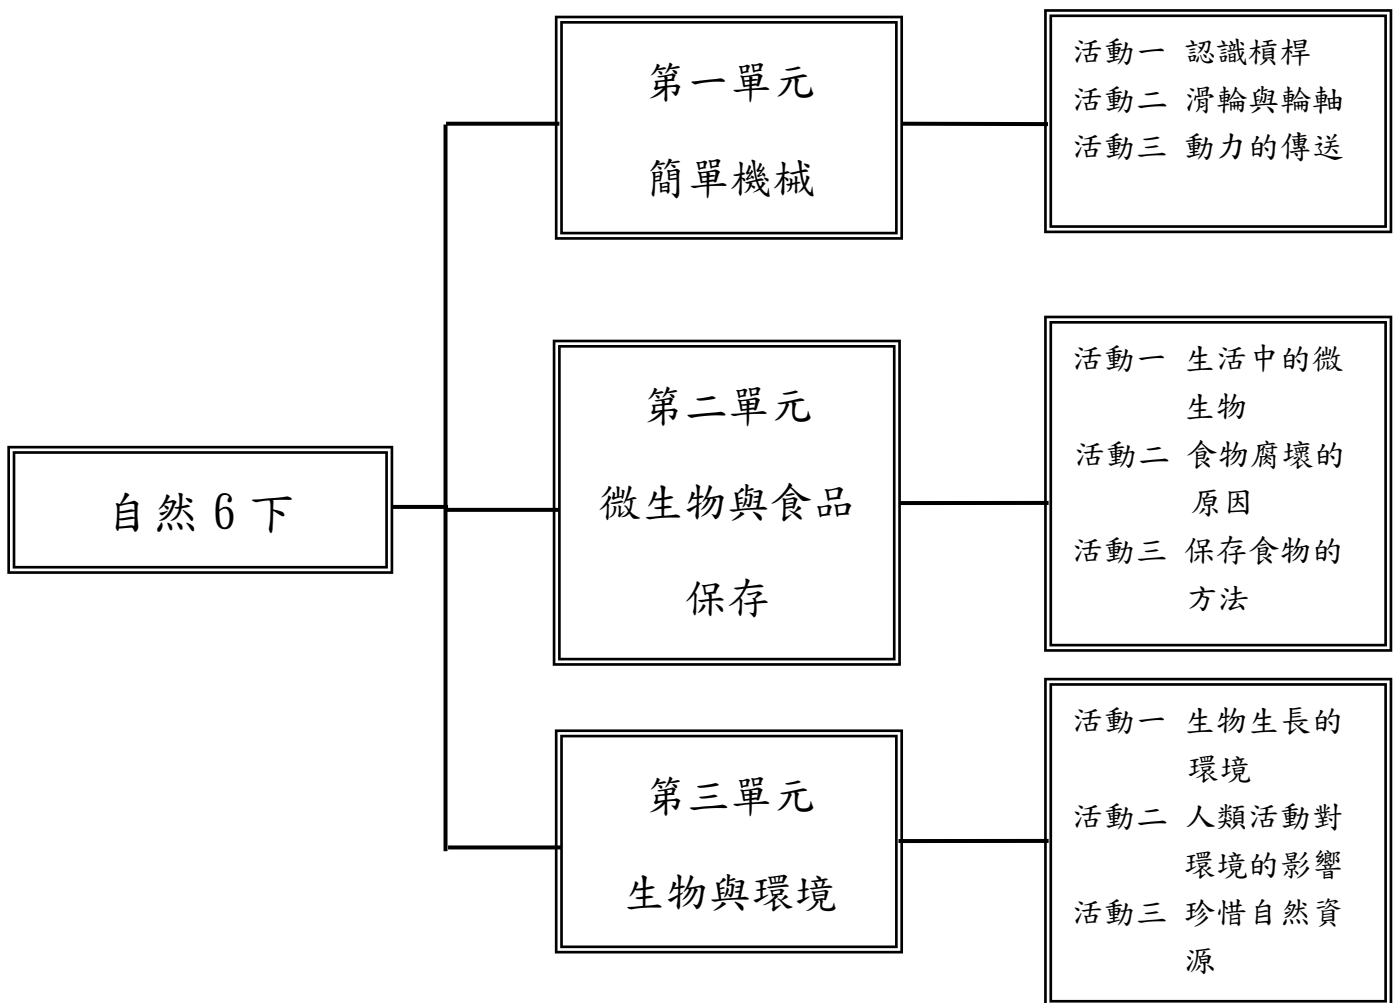 自然 6 下
第一單元
簡單機械
活動一 認識槓桿
活動二 滑輪與輪軸
活動三 動力的傳送
第二單元
微生物與食品
保存
活動一 生活中的微
生物
活動二 食物腐壞的
原因
活動三 保存食物的
方法
第三單元
生物與環境
活動一 生物生長的
環境
活動二 人類活動對
環境的影響
活動三 珍惜自然資
源